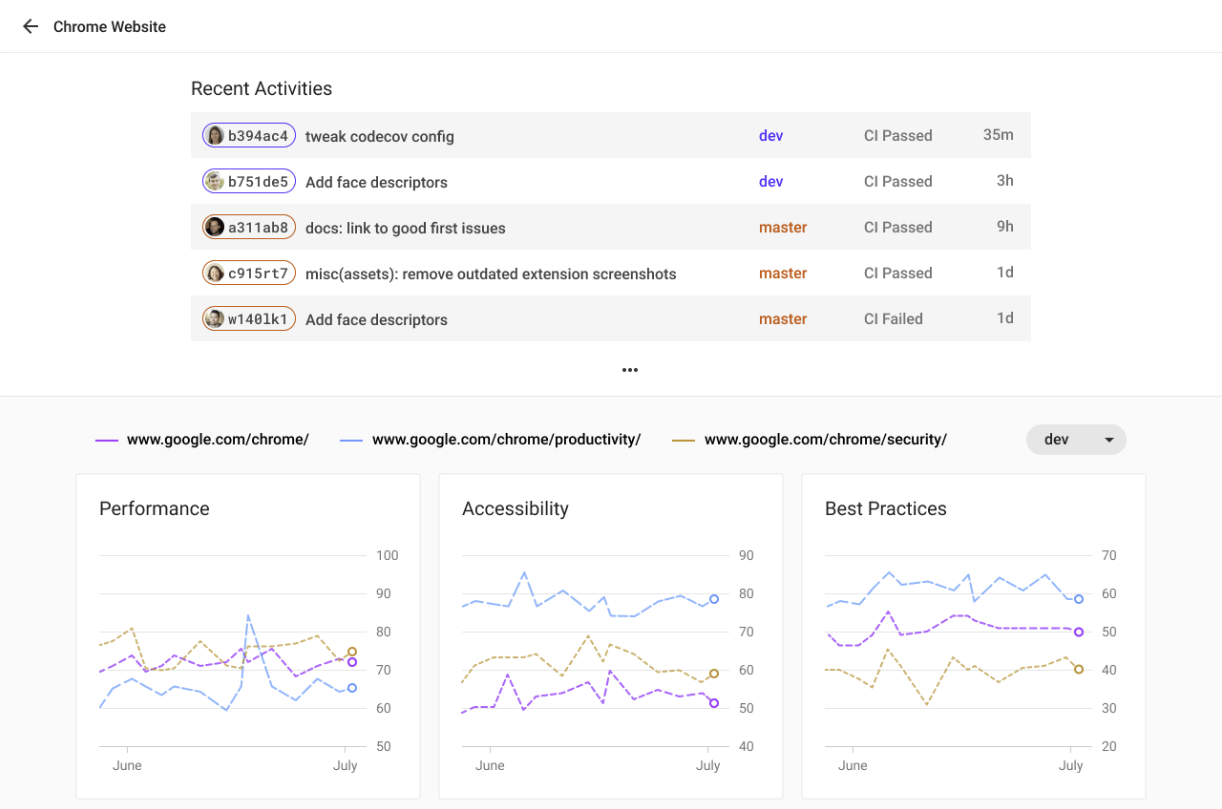 Chrome Website
Recent Activities
b394ac4 tweak codecov config dev CI Passed 35m
b751de5 Add face descriptors dev CI Passed 3h
a311ab8 docs: link to good first issues master CI Passed 9h
c915rt7 misc(assets): remove outdated extension screenshots master CI Passed 1d
w140lk1 Add face descriptors master CI Failed 1d
www.google.com/chrome/ www.google.com/chrome/productivity/ www.google.com/chrome/security/ dev
Performance
100
90
80
70
60
50
June July
Accessibility
90
80
70
60
50
40
June July
Best Practices
70
60
50
40
30
20
June July